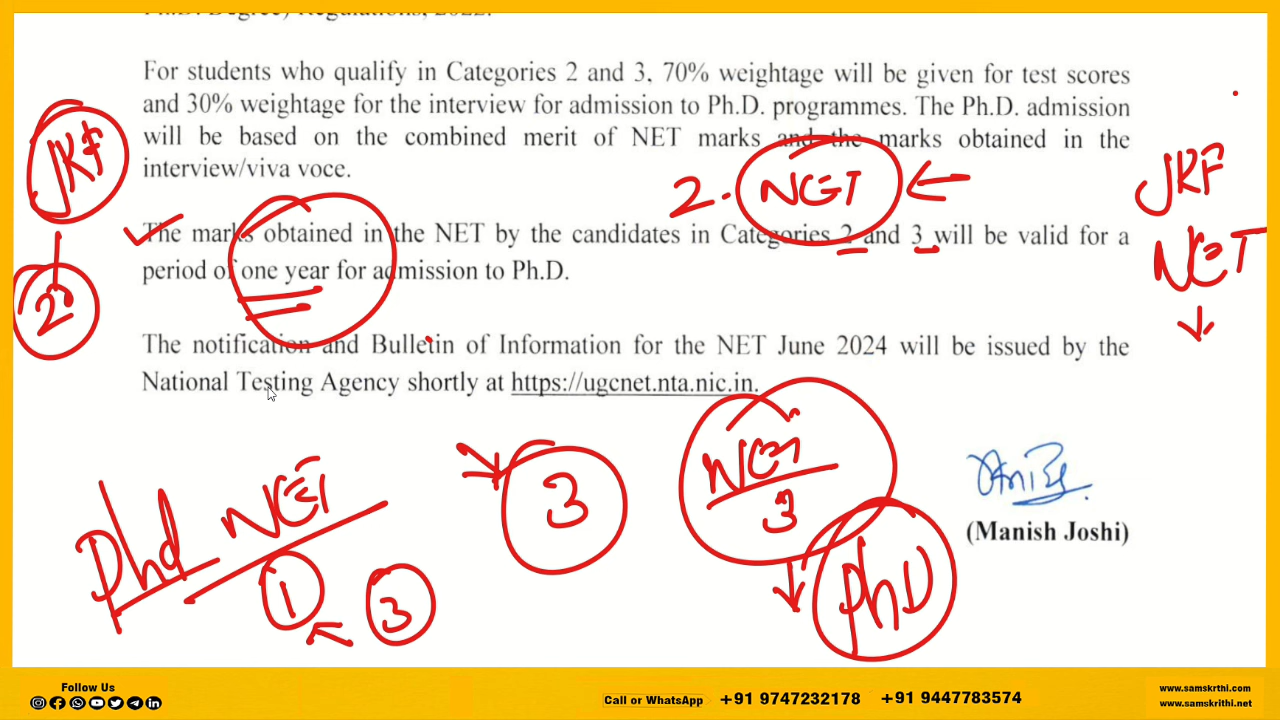 Ph.D. Degree) Regulations, 2022.
For students who qualify in Categories 2 and 3, 70% weightage will be given for test scores
and 30% weightage for the interview for admission to Ph.D. programmes. The Ph.D. admission
will be based on the combined merit of NET marks and the marks obtained in the
interview/viva voce.
JRF
2
2. NET
JRF
NET
The marks obtained in the NET by the candidates in Categories 2 and 3 will be valid for a
period of one year for admission to Ph.D.
The notification and Bulletin of Information for the NET June 2024 will be issued by the
National Testing Agency shortly at https://ugcnet.nta.nic.in.
Phd NET
1
3
3
NET
3
PhD
(Manish Joshi)
Follow Us
Call or WhatsApp +91 9747232178 +91 9447783574
www.samskrthi.com
www.samskrithi.net